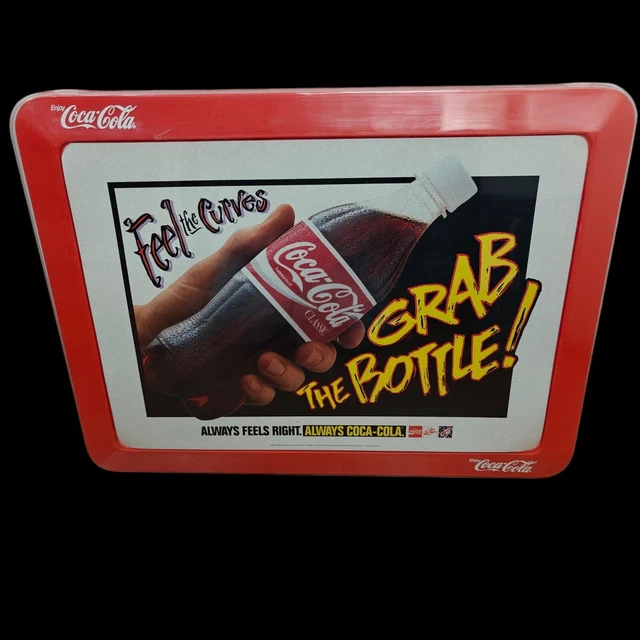 Enjoy
Coca-Cola
Feel the Curves
Coca-Cola
CLASSIC
GRAB
THE BOTTLE!
ALWAYS FEELS RIGHT. ALWAYS COCA-COLA.
Coca-Cola